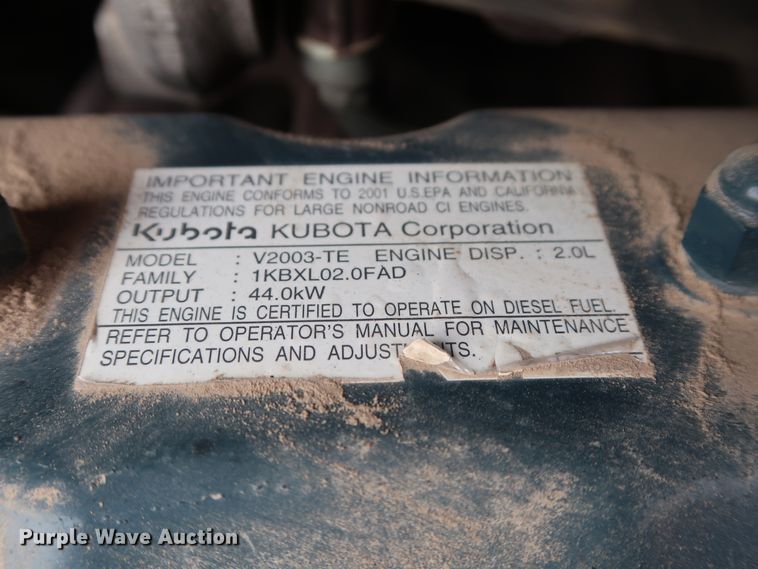 IMPORTANT ENGINE INFORMATION
THIS ENGINE CONFORMS TO 2001 U.S.EPA AND CALIFORNIA
REGULATIONS FOR LARGE NONROAD CI ENGINES.
Kubota KUBOTA Corporation
MODEL : V2003-TE ENGINE DISP. : 2.0L
FAMILY : 1KBXL02.0FAD
OUTPUT : 44.0kW
THIS ENGINE IS CERTIFIED TO OPERATE ON DIESEL FUEL.
REFER TO OPERATOR'S MANUAL FOR MAINTENANCE
SPECIFICATIONS AND
Purple Wave Auction